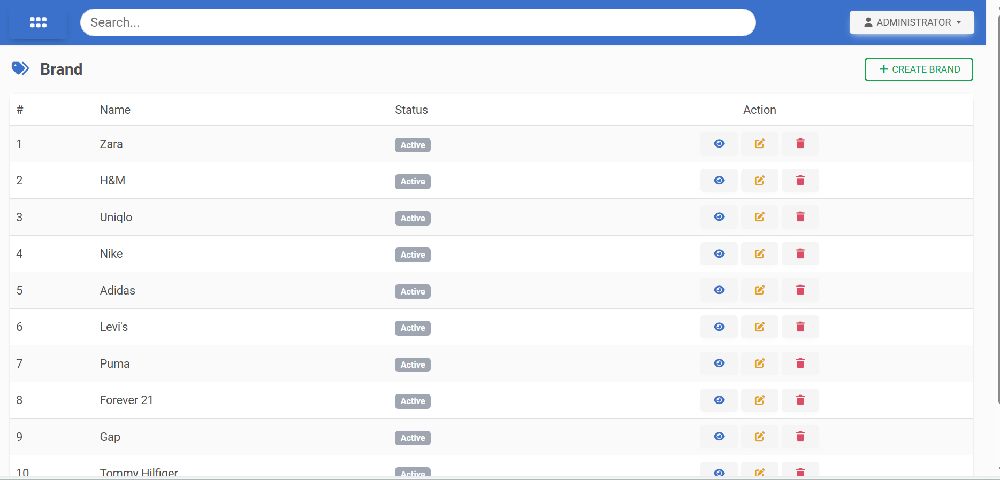 Search...
ADMINISTRATOR
Brand
CREATE BRAND
# Name Status Action
1 Zara Active
2 H&M Active
3 Uniqlo Active
4 Nike Active
5 Adidas Active
6 Levi's Active
7 Puma Active
8 Forever 21 Active
9 Gap Active
10 Tommy Hilfiger Active